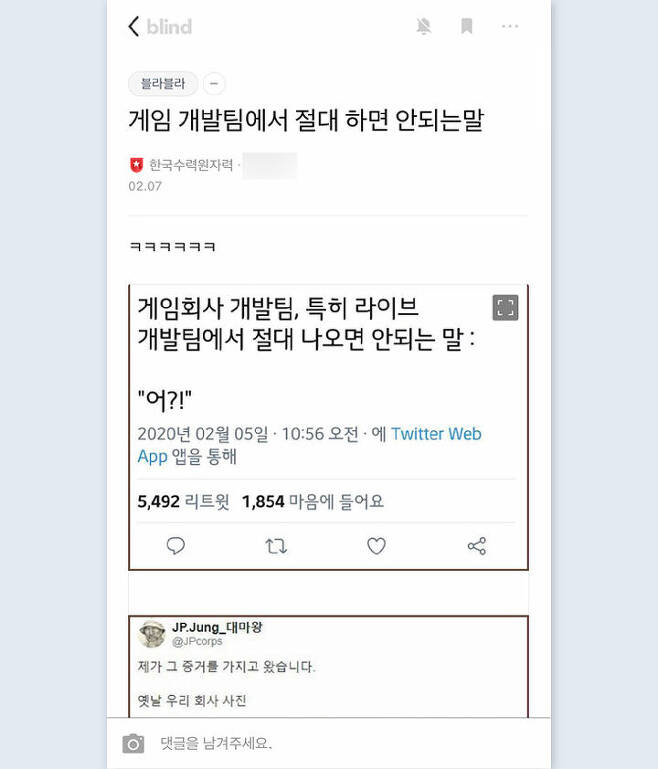 blind
블라블라
게임 개발팀에서 절대 하면 안되는말
한국수력원자력 ·
02.07
ㅋㅋㅋㅋㅋㅋ
게임회사 개발팀, 특히 라이브
개발팀에서 절대 나오면 안되는 말 :
"어?!"
2020년 02월 05일 · 10:56 오전 · 에 Twitter Web
App 앱을 통해
5,492 리트윗 1,854 마음에 들어요
JP.Jung_대마왕
@JPcorps
제가 그 증거를 가지고 왔습니다.
옛날 우리 회사 사진
댓글을 남겨주세요.